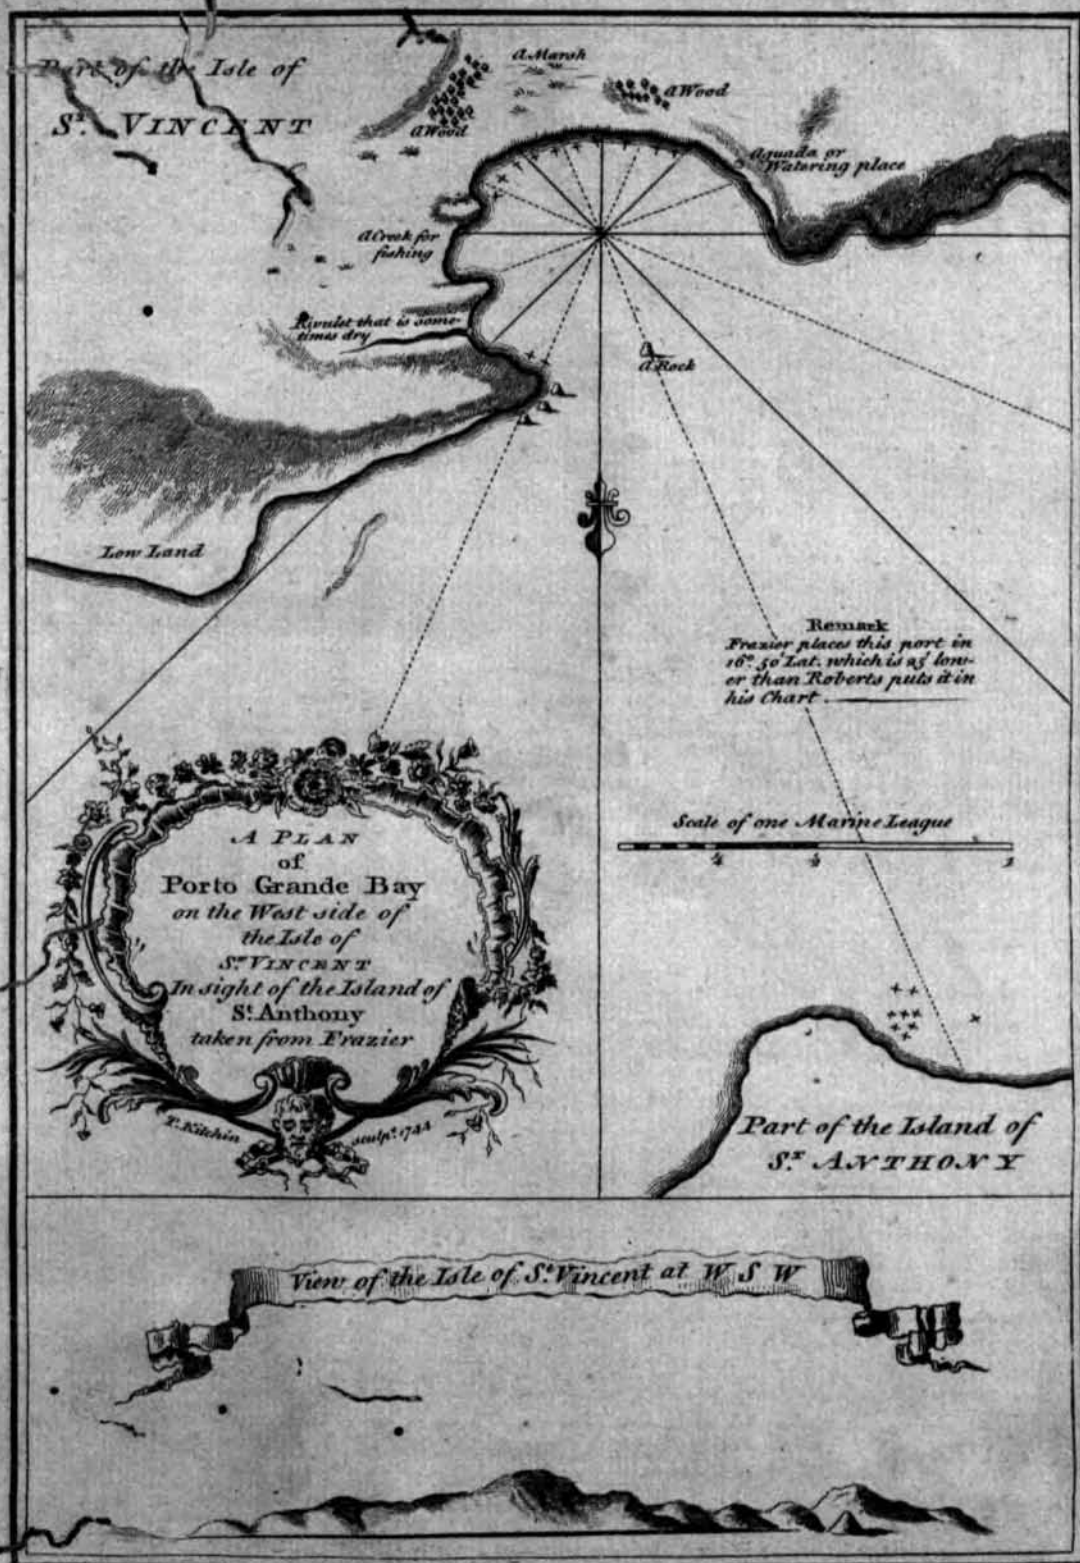 Part of the Isle of
St. VINCENT
A Marsh
A Wood
A Wood
Aguada or
Watering place
A Creek for
fishing
Rivulet that is some-
times dry
A Rock
Low Land
Remark
Frazier places this port in
16°. 50' Lat. which is 23' low-
er than Roberts puts it in
his Chart
Scale of one Marine League
1
A PLAN
of
Porto Grande Bay
on the West side of
the Isle of
St. VINCENT
In sight of the Island of
St. Anthony
taken from Frazier
T. Kitchin sculpt. 1744
Part of the Island of
St. ANTHONY
View of the Isle of St. Vincent at W S W